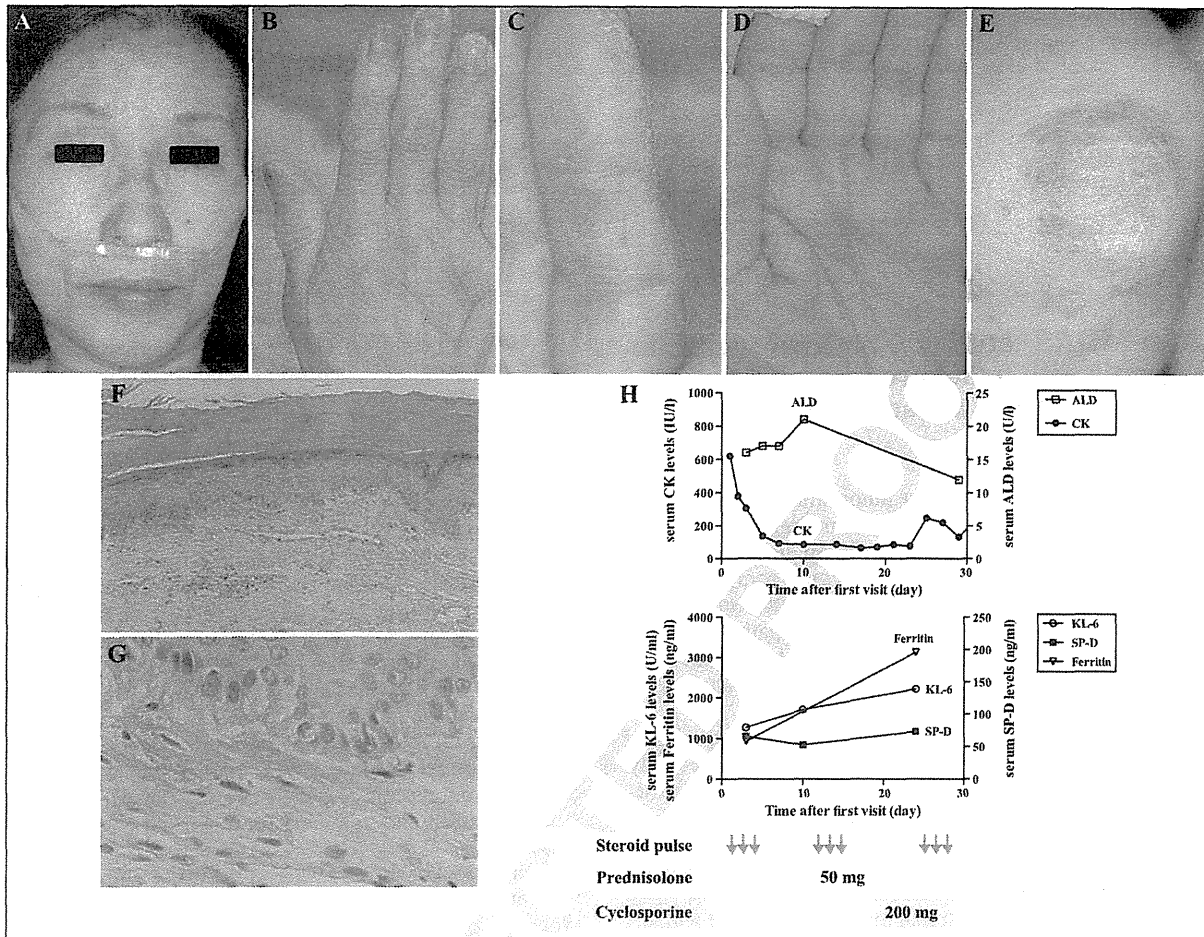 A
B
C
D
E
F
G
H
1000
800
600
400
200
0
serum CK levels (IU/l)
25
20
15
10
5
0
serum ALD levels (U/l)
ALD
CK
0
10
20
30
Time after first visit (day)
ALD
CK
4000
3000
2000
1000
0
serum KL-6 levels (U/ml)
serum Ferritin levels (ng/ml)
250
200
150
100
50
0
serum SP-D levels (ng/ml)
Ferritin
KL-6
SP-D
0
10
20
30
Time after first visit (day)
KL-6
SP-D
Ferritin
Steroid pulse
Prednisolone 50 mg
Cyclosporine 200 mg